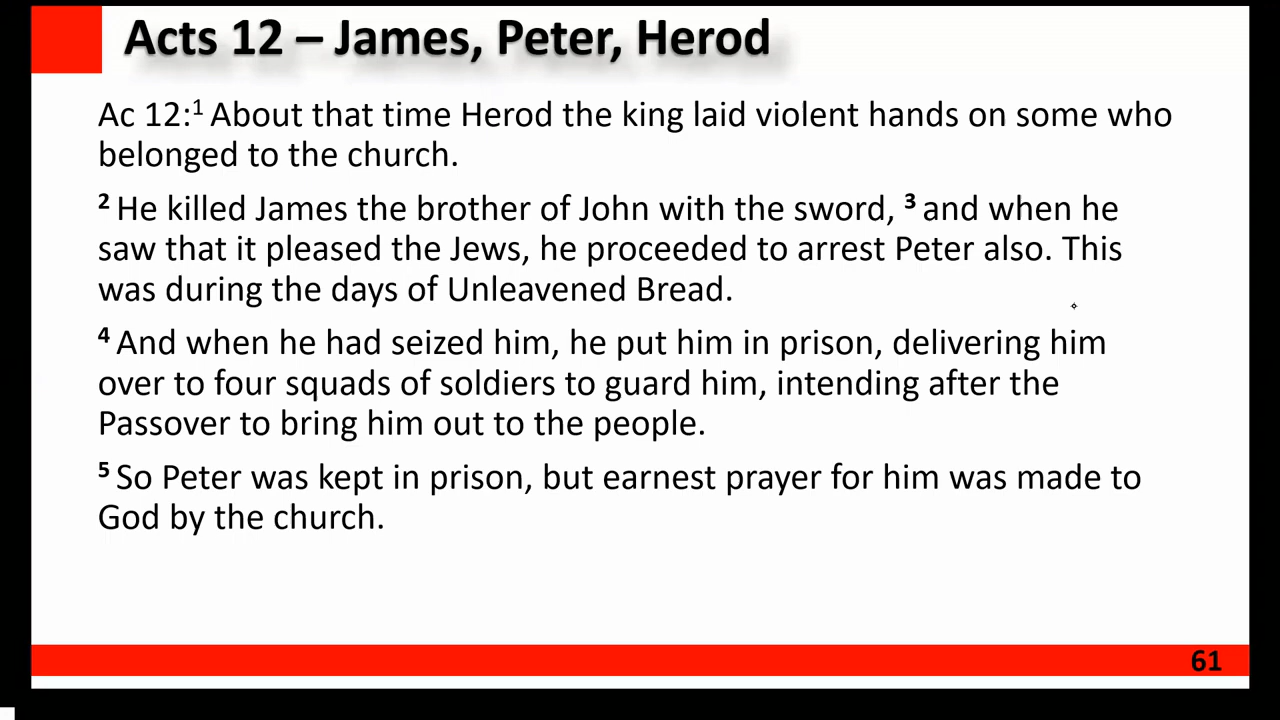 Acts 12 – James, Peter, Herod
Ac 12:¹ About that time Herod the king laid violent hands on some who
belonged to the church.
² He killed James the brother of John with the sword, ³ and when he
saw that it pleased the Jews, he proceeded to arrest Peter also. This
was during the days of Unleavened Bread.
⁴ And when he had seized him, he put him in prison, delivering him
over to four squads of soldiers to guard him, intending after the
Passover to bring him out to the people.
⁵ So Peter was kept in prison, but earnest prayer for him was made to
God by the church.
61